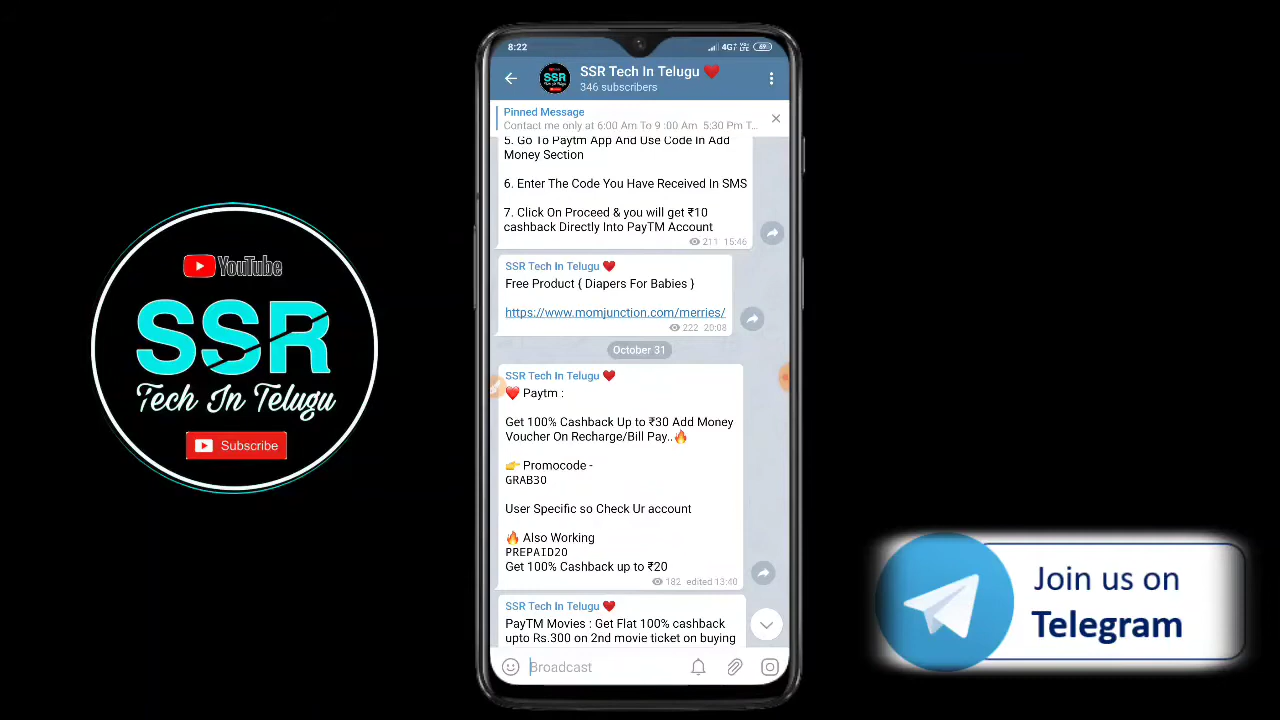 YouTube
SSR
Tech In Telugu
Subscribe
8:22
4G+
69
SSR Tech In Telugu ❤️
346 subscribers
Pinned Message
Contact me only at 6:00 Am To 9 :00 Am 5:30 Pm T...
5. Go To Paytm App And Use Code In Add
Money Section
6. Enter The Code You Have Received In SMS
7. Click On Proceed & you will get ₹10
cashback Directly Into PayTM Account
211 15:46
SSR Tech In Telugu ❤️
Free Product { Diapers For Babies }
https://www.momjunction.com/merries/
222 20:08
October 31
SSR Tech In Telugu ❤️
❤️ Paytm :
Get 100% Cashback Up to ₹30 Add Money
Voucher On Recharge/Bill Pay..🔥
👉 Promocode -
GRAB30
User Specific so Check Ur account
🔥 Also Working
PREPAID20
Get 100% Cashback up to ₹20
182 edited 13:40
SSR Tech In Telugu ❤️
PayTM Movies : Get Flat 100% cashback
upto Rs.300 on 2nd movie ticket on buying
Broadcast
Join us on
Telegram